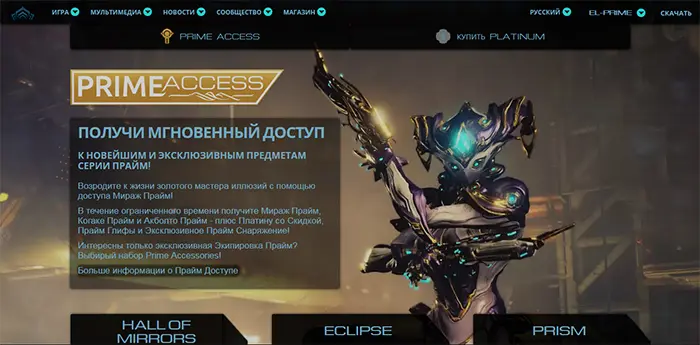 ИГРА МУЛЬТИМЕДИА НОВОСТИ СООБЩЕСТВО МАГАЗИН РУССКИЙ EL-PRIME СКАЧАТЬ
PRIME ACCESS КУПИТЬ PLATINUM
PRIME ACCESS
ПОЛУЧИ МГНОВЕННЫЙ ДОСТУП
К НОВЕЙШИМ И ЭКСКЛЮЗИВНЫМ ПРЕДМЕТАМ
СЕРИИ ПРАЙМ!
Возродите к жизни золотого мастера иллюзий с помощью
доступа Мираж Прайм!
В течение ограниченного времени получите Мираж Прайм,
Когаке Прайм и Акболто Прайм - плюс Платину со Скидкой,
Прайм Глифы и Эксклюзивное Прайм Снаряжение!
Интересны только эксклюзивная Экипировка Прайм?
Выбирый набор Prime Accessories!
Больше информации о Прайм Доступе
HALL OF
MIRRORS
ECLIPSE
PRISM